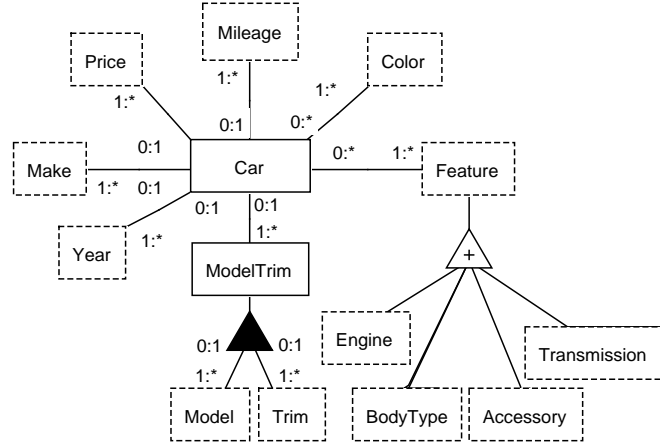 Mileage
Price
Color
1:*
1:*
1:*
0:1
0:*
Make
0:1
Car
0:*
1:*
Feature
1:*
0:1
0:1
0:1
Year
1:*
1:*
ModelTrim
+
Engine
0:1
0:1
Transmission
1:*
1:*
Model
Trim
BodyType
Accessory